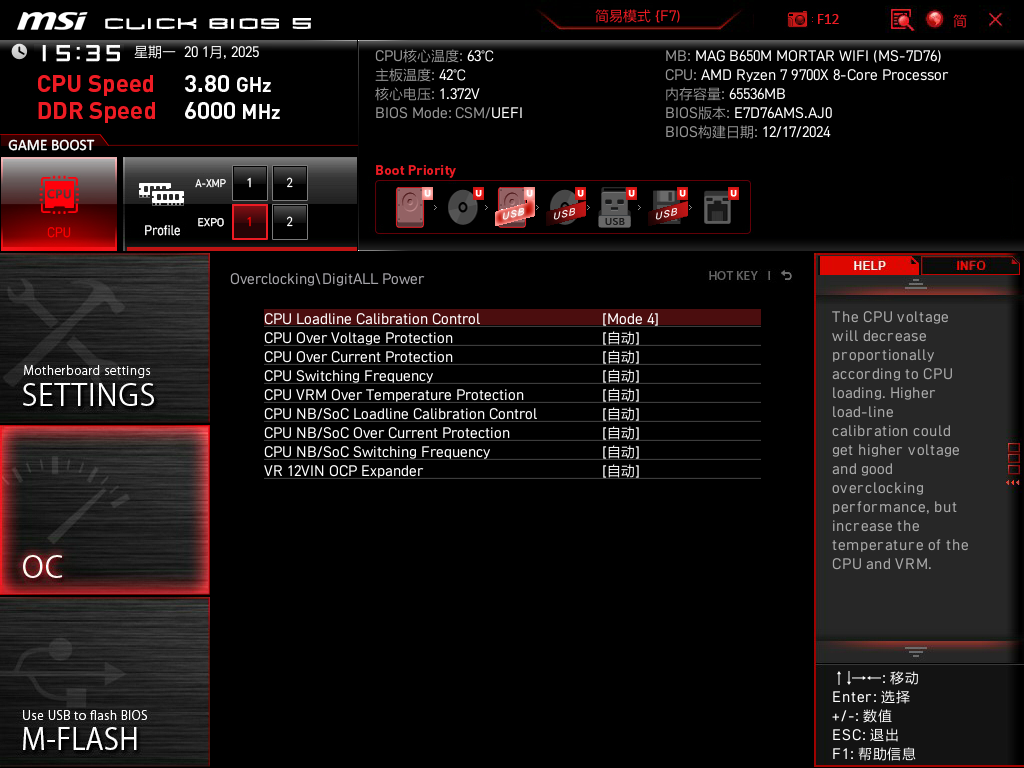 msi CLICK BIOS 5
简易模式 (F7)
: F12
简
15:35 星期一 20 1月, 2025
CPU Speed 3.80 GHz
DDR Speed 6000 MHz
CPU核心温度: 63°C
主板温度: 42°C
核心电压: 1.372V
BIOS Mode: CSM/UEFI
MB: MAG B650M MORTAR WIFI (MS-7D76)
CPU: AMD Ryzen 7 9700X 8-Core Processor
内存容量: 65536MB
BIOS版本: E7D76AMS.AJ0
BIOS构建日期: 12/17/2024
GAME BOOST
CPU
CPU
Profile
A-XMP 1 2
EXPO 1 2
Boot Priority
U U U U U U U
USB USB USB USB
Motherboard settings
SETTINGS
OC
Use USB to flash BIOS
M-FLASH
Overclocking\DigitALL Power
HOT KEY |
CPU Loadline Calibration Control [Mode 4]
CPU Over Voltage Protection [自动]
CPU Over Current Protection [自动]
CPU Switching Frequency [自动]
CPU VRM Over Temperature Protection [自动]
CPU NB/SoC Loadline Calibration Control [自动]
CPU NB/SoC Over Current Protection [自动]
CPU NB/SoC Switching Frequency [自动]
VR 12VIN OCP Expander [自动]
HELP
INFO
The CPU voltage
will decrease
proportionally
according to CPU
loading. Higher
load-line
calibration could
get higher voltage
and good
overclocking
performance, but
increase the
temperature of the
CPU and VRM.
↑↓→←: 移动
Enter: 选择
+/-: 数值
ESC: 退出
F1: 帮助信息